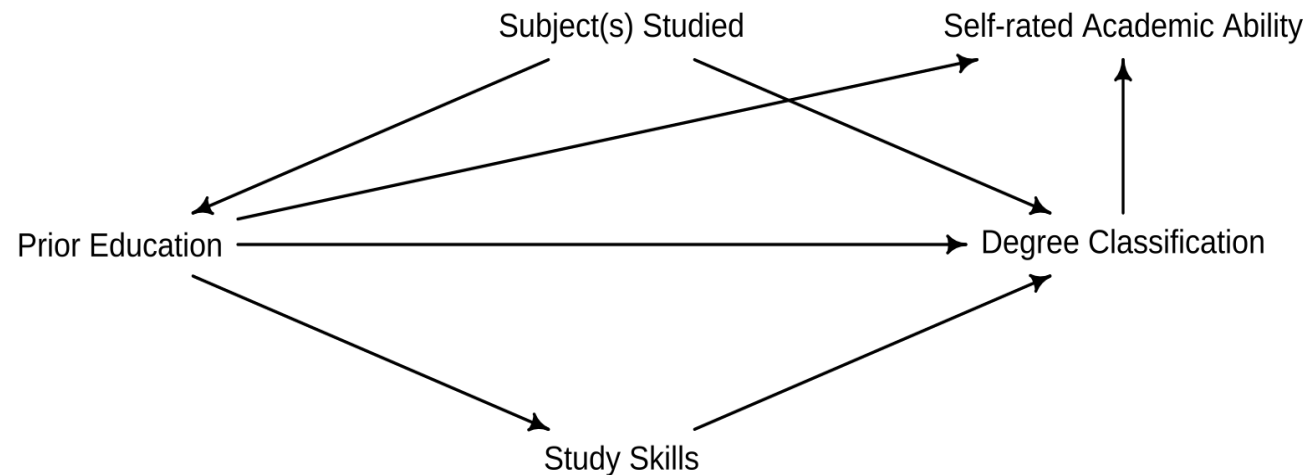 Subject(s) Studied
Self-rated Academic Ability
Prior Education
Degree Classification
Study Skills